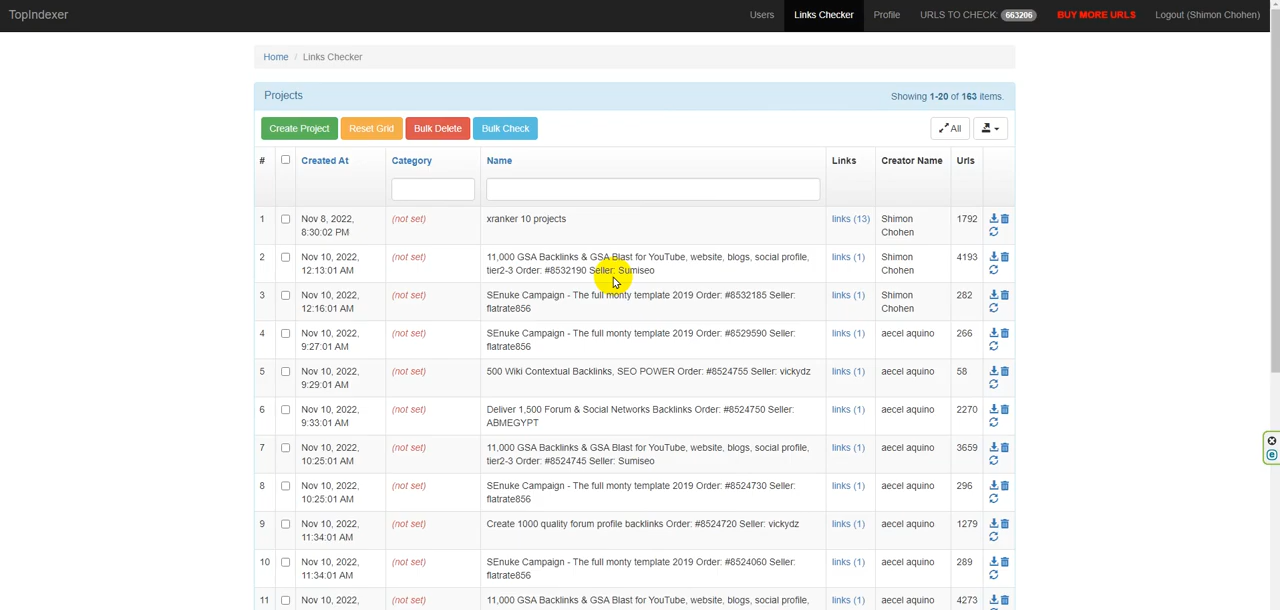 TopIndexer Users Links Checker Profile URLS TO CHECK: 663206 BUY MORE URLS Logout (Shimon Chohen)
Home / Links Checker
Projects Showing 1-20 of 163 items.
Create Project Reset Grid Bulk Delete Bulk Check All
# Created At Category Name Links Creator Name Urls
1 Nov 8, 2022, (not set) xranker 10 projects links (13) Shimon 1792
8:30:02 PM Chohen
2 Nov 10, 2022, (not set) 11,000 GSA Backlinks & GSA Blast for YouTube, website, blogs, social profile, links (1) Shimon 4193
12:13:01 AM tier2-3 Order: #8532190 Seller: Sumiseo Chohen
3 Nov 10, 2022, (not set) SEnuke Campaign - The full monty template 2019 Order: #8532185 Seller: links (1) Shimon 282
12:16:01 AM flatrate856 Chohen
4 Nov 10, 2022, (not set) SEnuke Campaign - The full monty template 2019 Order: #8529590 Seller: links (1) aecel aquino 266
9:27:01 AM flatrate856
5 Nov 10, 2022, (not set) 500 Wiki Contextual Backlinks, SEO POWER Order: #8524755 Seller: vickydz links (1) aecel aquino 58
9:29:01 AM
6 Nov 10, 2022, (not set) Deliver 1,500 Forum & Social Networks Backlinks Order: #8524750 Seller: links (1) aecel aquino 2270
9:33:01 AM ABMEGYPT
7 Nov 10, 2022, (not set) 11,000 GSA Backlinks & GSA Blast for YouTube, website, blogs, social profile, links (1) aecel aquino 3659
10:25:01 AM tier2-3 Order: #8524745 Seller: Sumiseo
8 Nov 10, 2022, (not set) SEnuke Campaign - The full monty template 2019 Order: #8524730 Seller: links (1) aecel aquino 296
10:25:01 AM flatrate856
9 Nov 10, 2022, (not set) Create 1000 quality forum profile backlinks Order: #8524720 Seller: vickydz links (1) aecel aquino 1279
11:34:01 AM
10 Nov 10, 2022, (not set) SEnuke Campaign - The full monty template 2019 Order: #8524060 Seller: links (1) aecel aquino 289
11:34:01 AM flatrate856
11 Nov 10, 2022, (not set) 11,000 GSA Backlinks & GSA Blast for YouTube, website, blogs, social profile, links (1) aecel aquino 4273